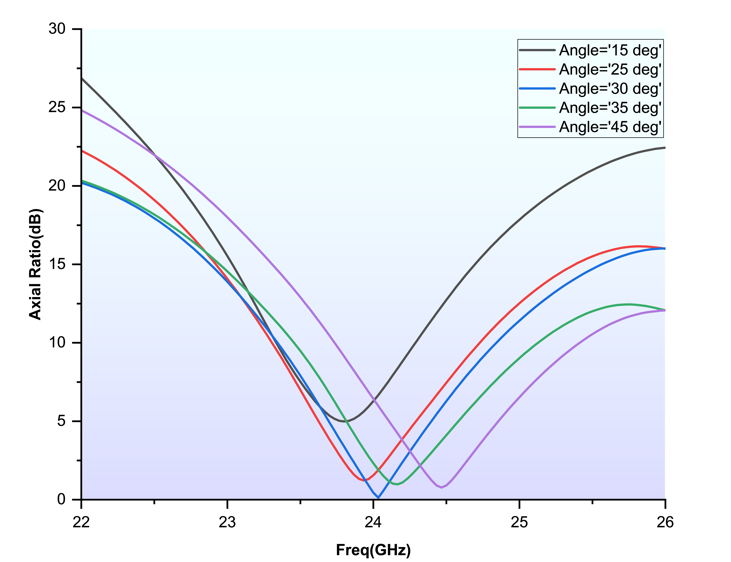 30
25
20
15
10
5
0
Axial Ratio(dB)
Angle='15 deg'
Angle='25 deg'
Angle='30 deg'
Angle='35 deg'
Angle='45 deg'
22 23 24 25 26
Freq(GHz)